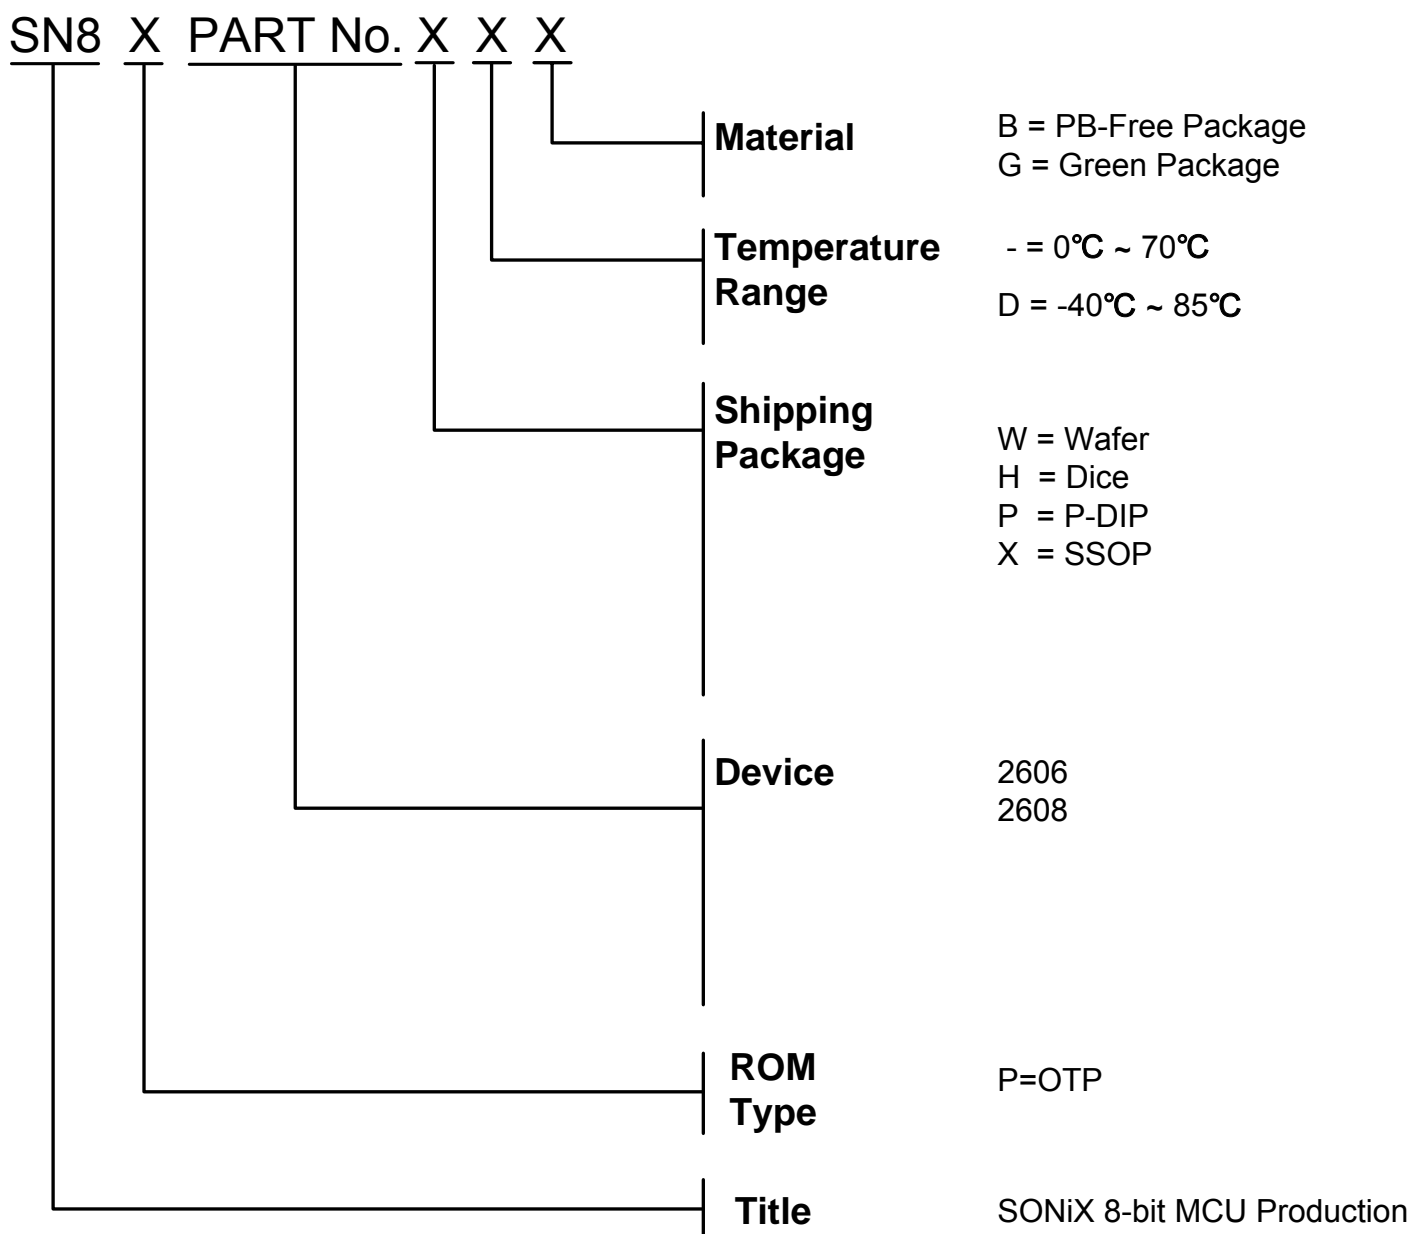 SN8 X PART No. X X X
Material
B = PB-Free Package
G = Green Package
Temperature
Range
- = 0℃ ~ 70℃
D = -40℃ ~ 85℃
Shipping
Package
W = Wafer
H = Dice
P = P-DIP
X = SSOP
Device
2606
2608
ROM
Type
P=OTP
Title
SONiX 8-bit MCU Production